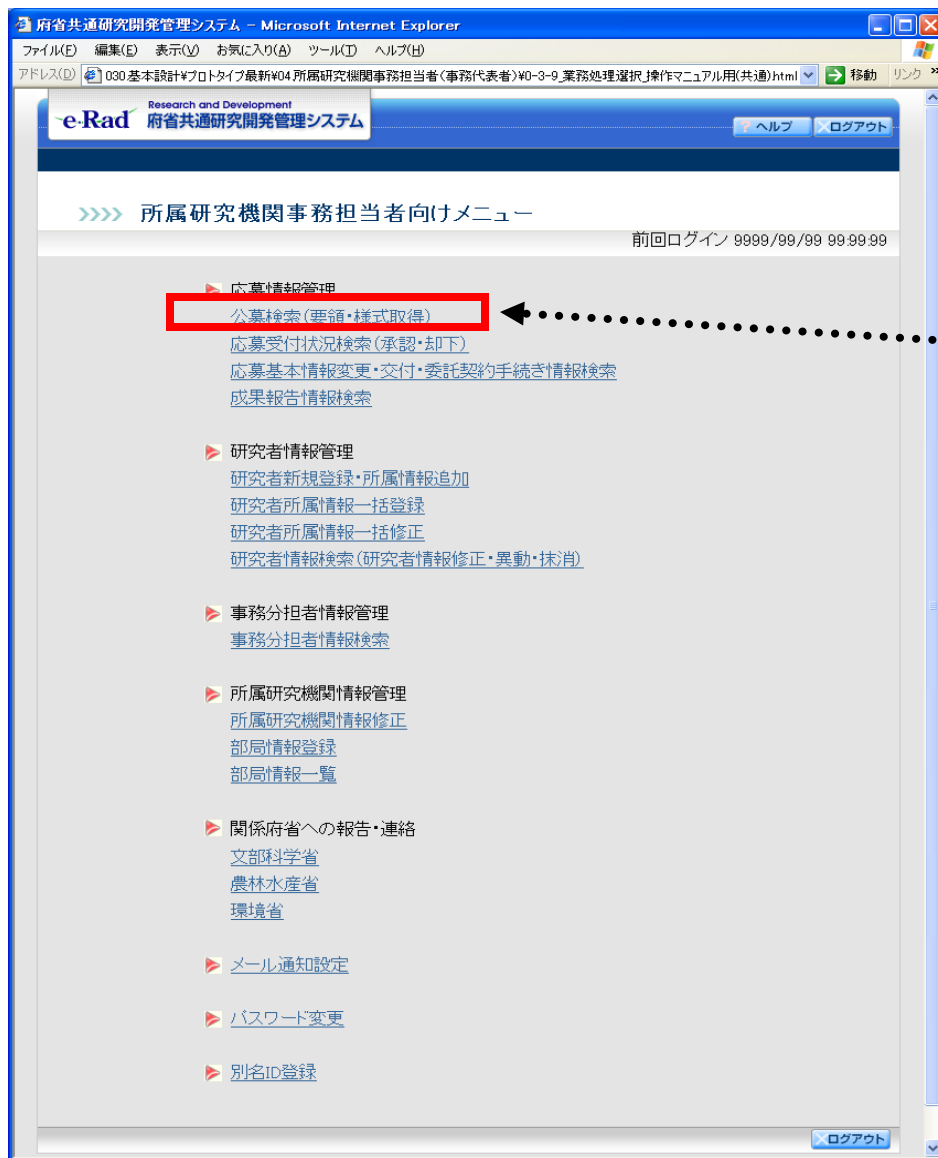 府省共通研究開発管理システム - Microsoft Internet Explorer
ファイル(F) 編集(E) 表示(V) お気に入り(A) ツール(T) ヘルプ(H)
アドレス(D) 030基本設計¥プロトタイプ最新¥04.所属研究機関事務担当者(事務代表者)¥0-3-9_業務処理選択_操作マニュアル用(共通).html 移動 リンク »
e-Rad Research and Development
府省共通研究開発管理システム
? ヘルプ ×ログアウト
>>>> 所属研究機関事務担当者向けメニュー
前回ログイン 9999/99/99 99:99:99
応募情報管理
公募検索(要領・様式取得)
応募受付状況検索(承認・却下)
応募基本情報変更・交付・委託契約手続き情報検索
成果報告情報検索
研究者情報管理
研究者新規登録・所属情報追加
研究者所属情報一括登録
研究者所属情報一括修正
研究者情報検索(研究者情報修正・異動・抹消)
事務分担者情報管理
事務分担者情報検索
所属研究機関情報管理
所属研究機関情報修正
部局情報登録
部局情報一覧
関係府省への報告・連絡
文部科学省
農林水産省
環境省
メール通知設定
パスワード変更
別名ID登録
×ログアウト